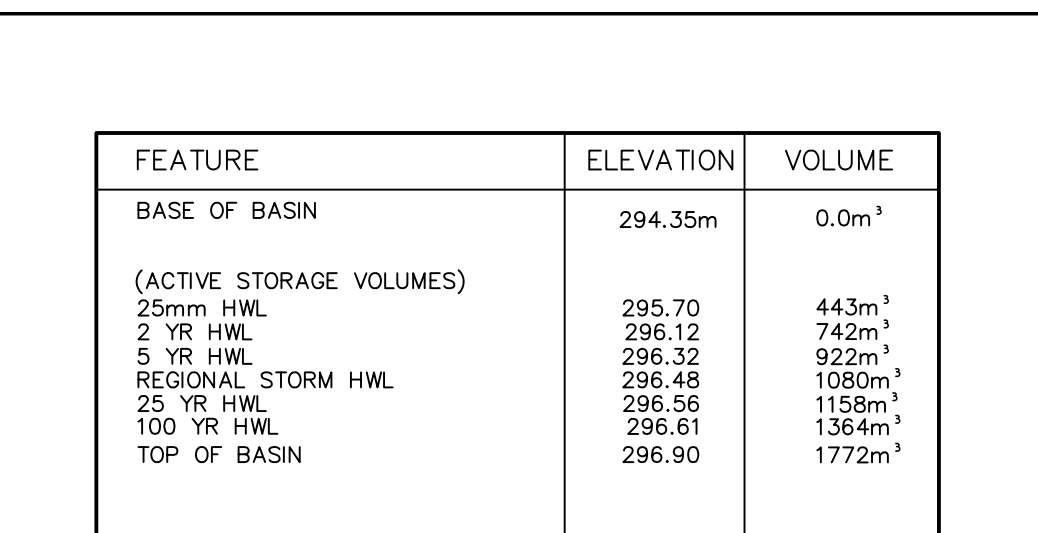 FEATURE ELEVATION VOLUME
BASE OF BASIN 294.35m 0.0m³
(ACTIVE STORAGE VOLUMES)
25mm HWL 295.70 443m³
2 YR HWL 296.12 742m³
5 YR HWL 296.32 922m³
REGIONAL STORM HWL 296.48 1080m³
25 YR HWL 296.56 1158m³
100 YR HWL 296.61 1364m³
TOP OF BASIN 296.90 1772m³